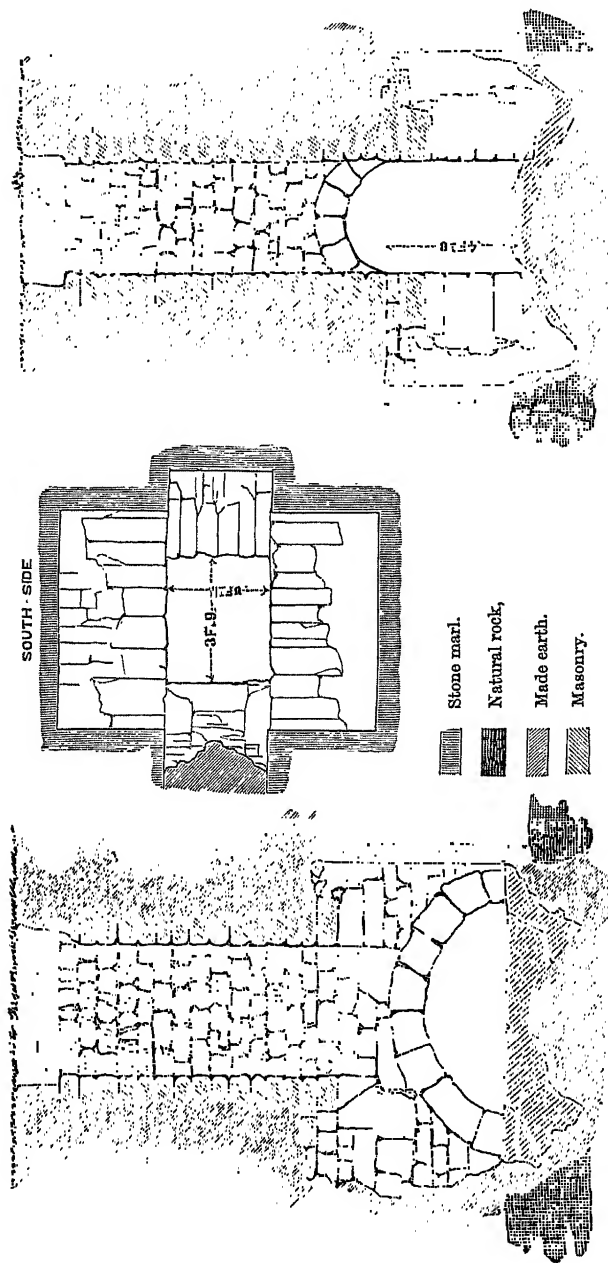 SOUTH-SIDE
3F.9
Stone marl.
Natural rock,
Made earth.
Masonry.